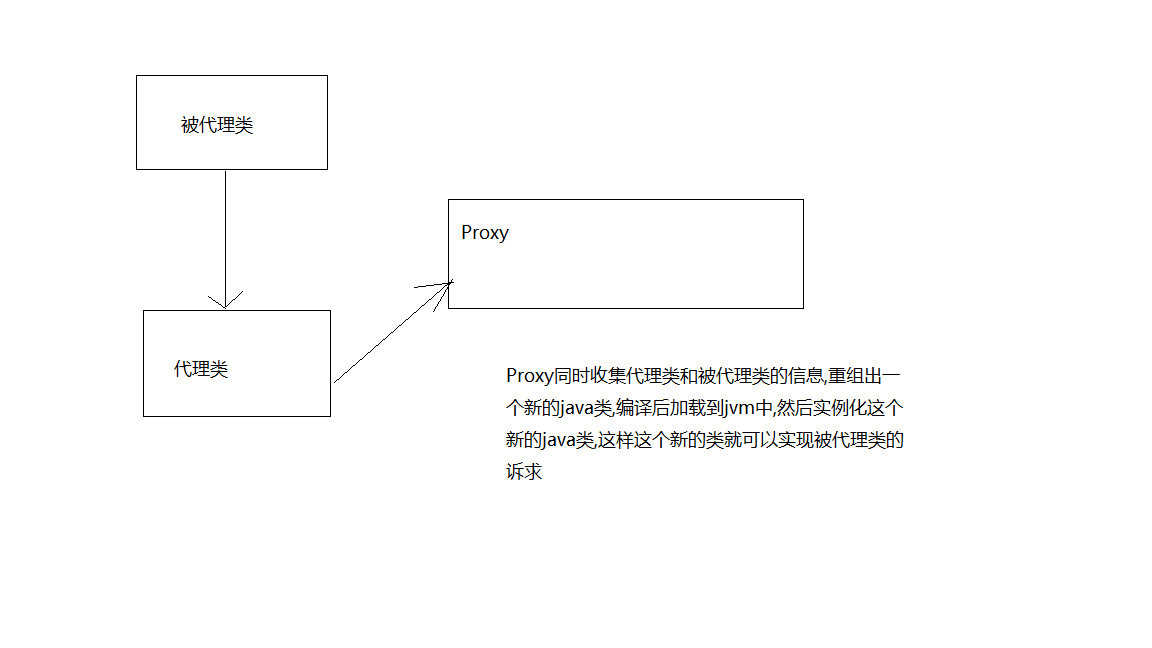 被代理类
Proxy
代理类
Proxy同时收集代理类和被代理类的信息,重组出一
个新的java类,编译后加载到jvm中,然后实例化这个
新的java类,这样这个新的类就可以实现被代理类的
诉求